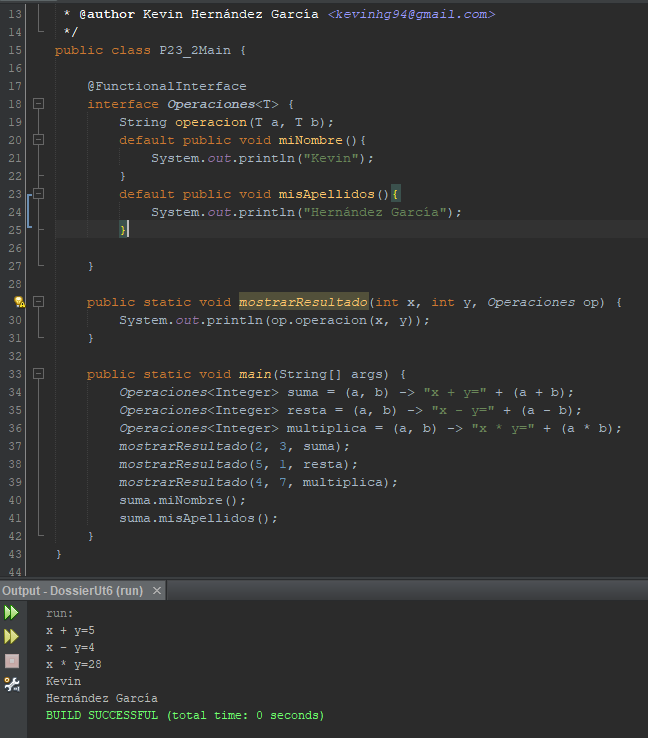 13 * @author Kevin Hernández García <kevinhg94@gmail.com>
14 */
15 public class P23_2Main {
16
17 @FunctionalInterface
18 interface Operaciones<T> {
19 String operacion(T a, T b);
20 default public void miNombre(){
21 System.out.println("Kevin");
22 }
23 default public void misApellidos(){
24 System.out.println("Hernández García");
25 }
26
27 }
28
public static void mostrarResultado(int x, int y, Operaciones op) {
30 System.out.println(op.operacion(x, y));
31 }
32
33 public static void main(String[] args) {
34 Operaciones<Integer> suma = (a, b) -> "x + y=" + (a + b);
35 Operaciones<Integer> resta = (a, b) -> "x - y=" + (a - b);
36 Operaciones<Integer> multiplica = (a, b) -> "x * y=" + (a * b);
37 mostrarResultado(2, 3, suma);
38 mostrarResultado(5, 1, resta);
39 mostrarResultado(4, 7, multiplica);
40 suma.miNombre();
41 suma.misApellidos();
42 }
43 }
44
Output - DossierUt6 (run) ×
run:
x + y=5
x - y=4
x * y=28
Kevin
Hernández García
BUILD SUCCESSFUL (total time: 0 seconds)